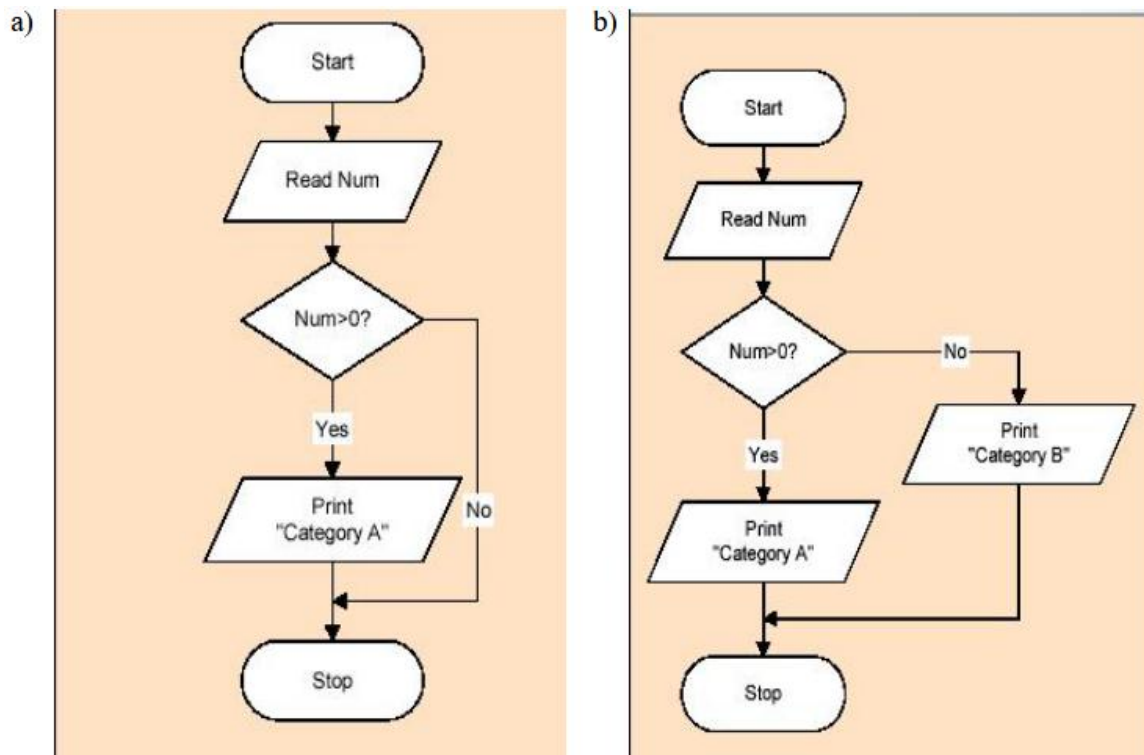 a)
Start
Read Num
Num>0?
Yes
Print
"Category A"
No
Stop
b)
Start
Read Num
Num>0?
No
Print
"Category B"
Yes
Print
"Category A"
Stop